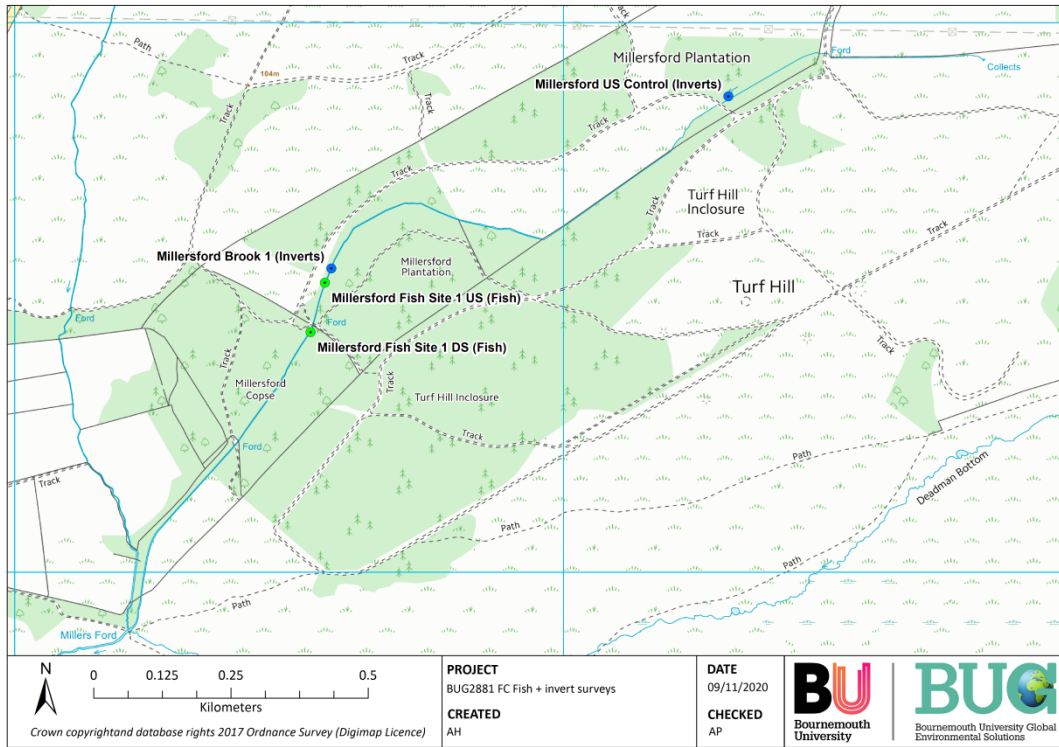 Path
Track
Millersford Plantation
Ford
Collects
104m
Millersford US Control (Inverts)
Track
Track
Track
Track
Turf Hill
Inclosure
Track
Track
Track
Millersford Brook 1 (Inverts)
Millersford
Plantation
Turf Hill
Millersford Fish Site 1 US (Fish)
Ford
Ford
Millersford Fish Site 1 DS (Fish)
Track
Track
Track
Millersford
Copse
Turf Hill Inclosure
Track
Ford
Path
Deadman Bottom
Track
Path
Path
Path
Millers Ford
N
0 0.125 0.25 0.5
Kilometers
Crown copyrightand database rights 2017 Ordnance Survey (Digimap Licence)
PROJECT
BUG2881 FC Fish + invert surveys
CREATED
AH
DATE
09/11/2020
CHECKED
AP
BU
Bournemouth
University
BUG
Bournemouth University Global
Environmental Solutions